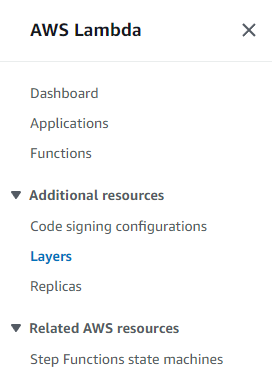 AWS Lambda
Dashboard
Applications
Functions
Additional resources
Code signing configurations
Layers
Replicas
Related AWS resources
Step Functions state machines